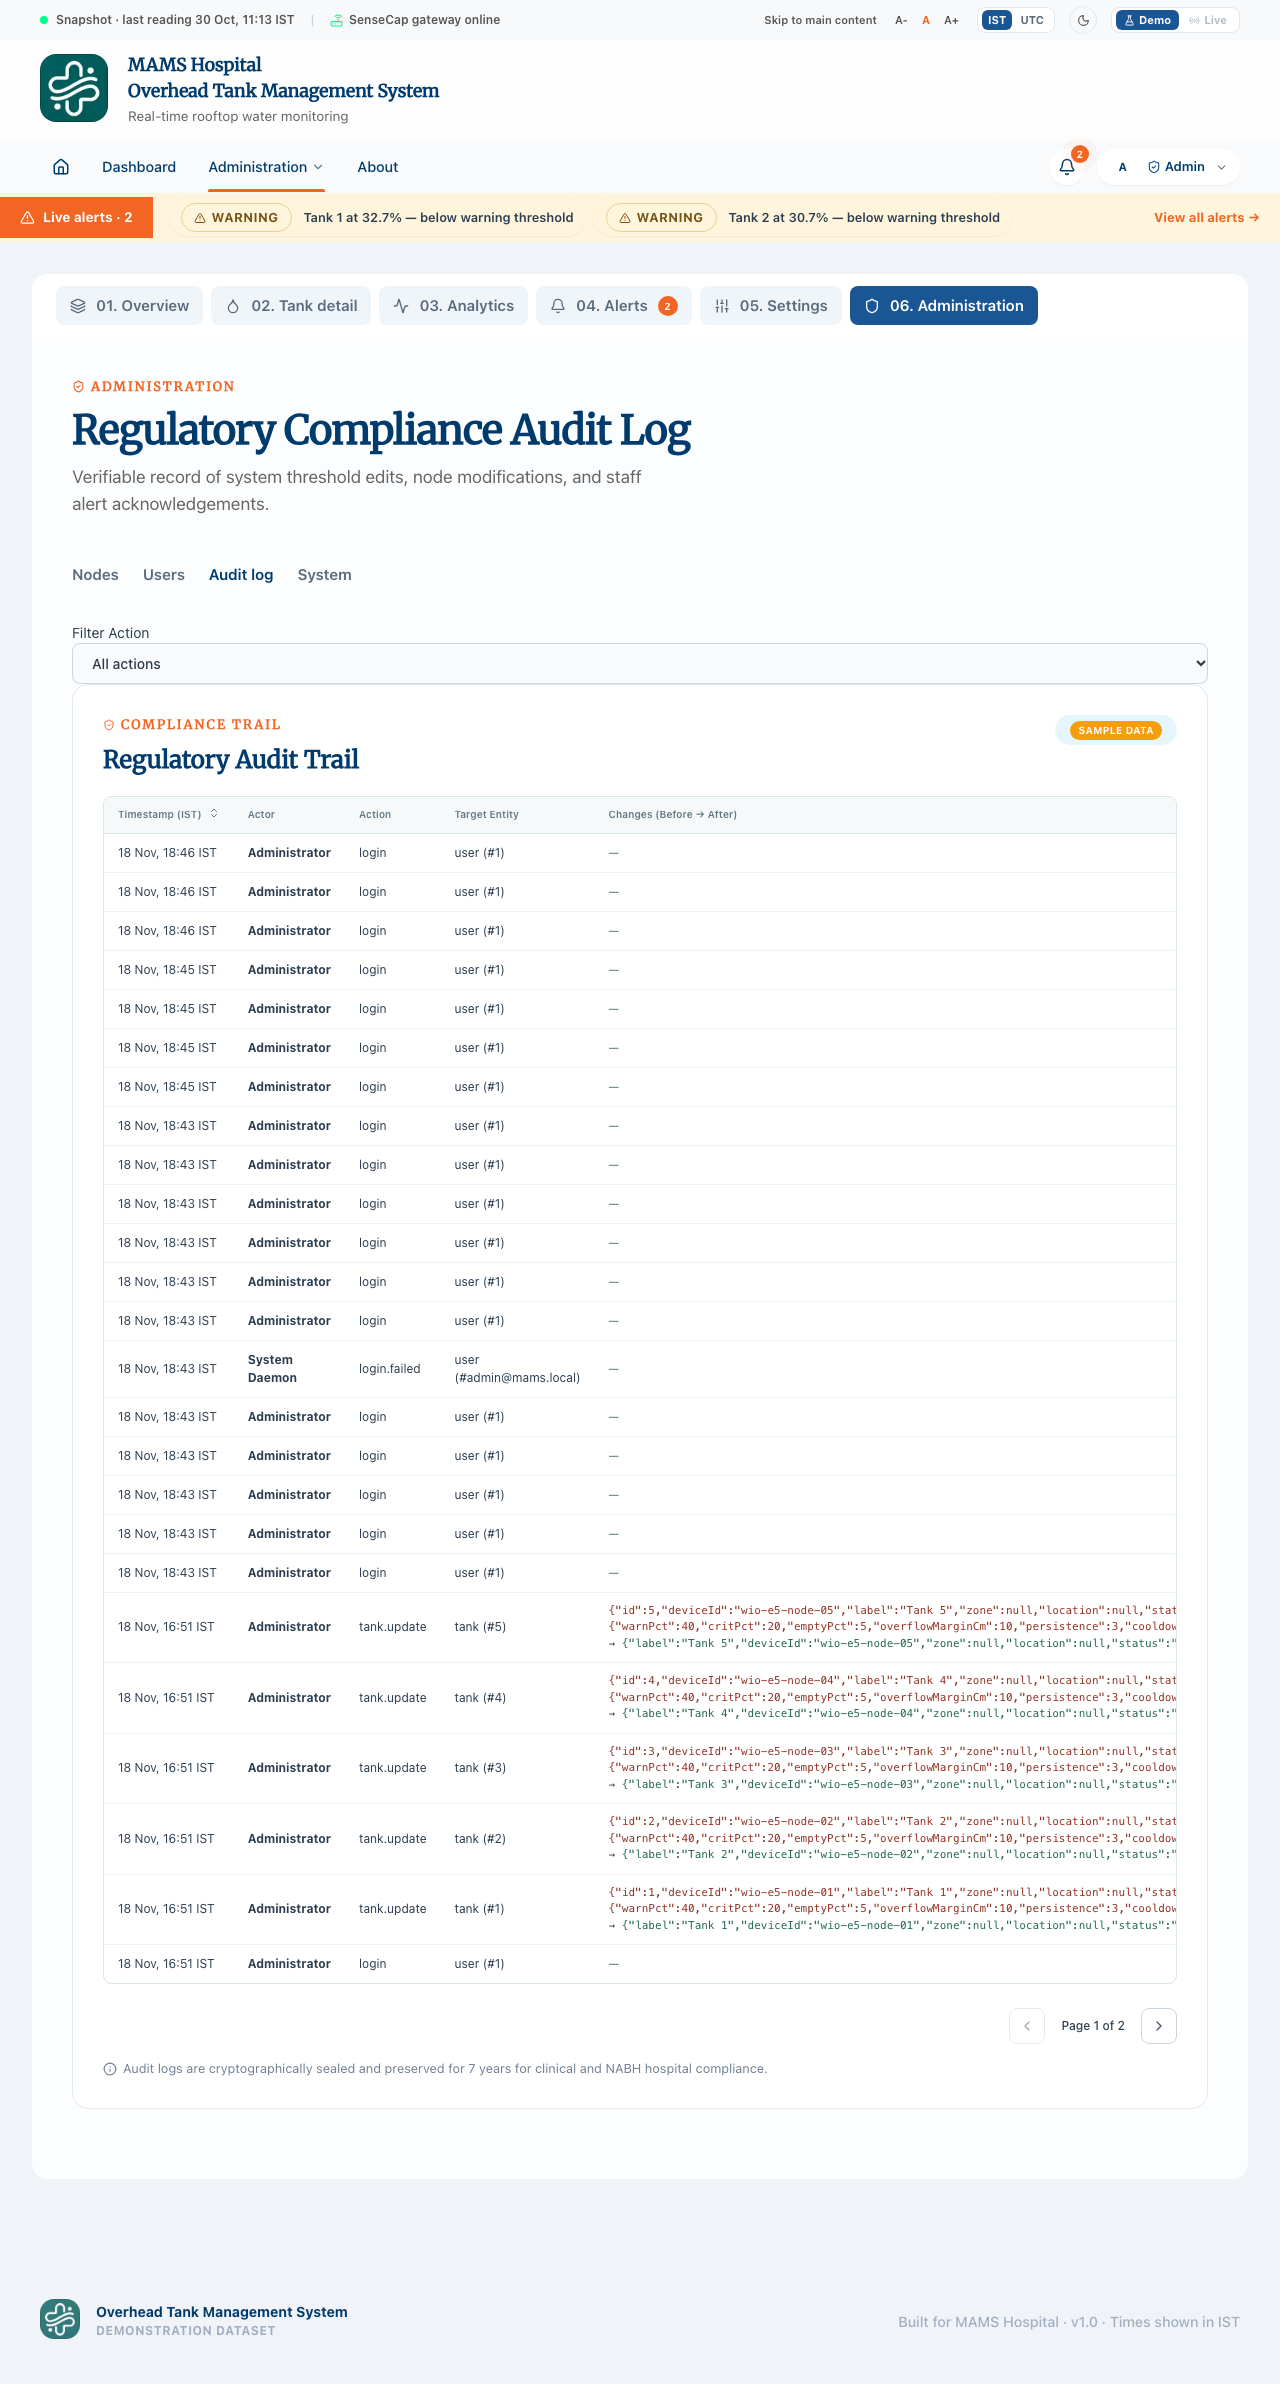 Snapshot · last reading 30 Oct, 11:13 IST | SenseCap gateway online Skip to main content A- A A+ IST UTC Demo Live
MAMS Hospital
Overhead Tank Management System
Real-time rooftop water monitoring
Dashboard Administration About 2 A Admin
Live alerts · 2 WARNING Tank 1 at 32.7% — below warning threshold WARNING Tank 2 at 30.7% — below warning threshold View all alerts →
01. Overview 02. Tank detail 03. Analytics 04. Alerts 2 05. Settings 06. Administration
ADMINISTRATION
Regulatory Compliance Audit Log
Verifiable record of system threshold edits, node modifications, and staff
alert acknowledgements.
Nodes Users Audit log System
Filter Action
All actions
COMPLIANCE TRAIL SAMPLE DATA
Regulatory Audit Trail
Timestamp (IST) Actor Action Target Entity Changes (Before → After)
18 Nov, 18:46 IST Administrator login user (#1) —
18 Nov, 18:46 IST Administrator login user (#1) —
18 Nov, 18:46 IST Administrator login user (#1) —
18 Nov, 18:45 IST Administrator login user (#1) —
18 Nov, 18:45 IST Administrator login user (#1) —
18 Nov, 18:45 IST Administrator login user (#1) —
18 Nov, 18:45 IST Administrator login user (#1) —
18 Nov, 18:43 IST Administrator login user (#1) —
18 Nov, 18:43 IST Administrator login user (#1) —
18 Nov, 18:43 IST Administrator login user (#1) —
18 Nov, 18:43 IST Administrator login user (#1) —
18 Nov, 18:43 IST Administrator login user (#1) —
18 Nov, 18:43 IST Administrator login user (#1) —
18 Nov, 18:43 IST System Daemon login.failed user (#admin@mams.local) —
18 Nov, 18:43 IST Administrator login user (#1) —
18 Nov, 18:43 IST Administrator login user (#1) —
18 Nov, 18:43 IST Administrator login user (#1) —
18 Nov, 18:43 IST Administrator login user (#1) —
18 Nov, 18:43 IST Administrator login user (#1) —
{"id":5,"deviceId":"wio-e5-node-05","label":"Tank 5","zone":null,"location":null,"stat
18 Nov, 16:51 IST Administrator tank.update tank (#5) {"warnPct":40,"critPct":20,"emptyPct":5,"overflowMarginCm":10,"persistence":3,"cooldow
→ {"label":"Tank 5","deviceId":"wio-e5-node-05","zone":null,"location":null,"status":"
{"id":4,"deviceId":"wio-e5-node-04","label":"Tank 4","zone":null,"location":null,"stat
18 Nov, 16:51 IST Administrator tank.update tank (#4) {"warnPct":40,"critPct":20,"emptyPct":5,"overflowMarginCm":10,"persistence":3,"cooldow
→ {"label":"Tank 4","deviceId":"wio-e5-node-04","zone":null,"location":null,"status":"
{"id":3,"deviceId":"wio-e5-node-03","label":"Tank 3","zone":null,"location":null,"stat
18 Nov, 16:51 IST Administrator tank.update tank (#3) {"warnPct":40,"critPct":20,"emptyPct":5,"overflowMarginCm":10,"persistence":3,"cooldow
→ {"label":"Tank 3","deviceId":"wio-e5-node-03","zone":null,"location":null,"status":"
{"id":2,"deviceId":"wio-e5-node-02","label":"Tank 2","zone":null,"location":null,"stat
18 Nov, 16:51 IST Administrator tank.update tank (#2) {"warnPct":40,"critPct":20,"emptyPct":5,"overflowMarginCm":10,"persistence":3,"cooldow
→ {"label":"Tank 2","deviceId":"wio-e5-node-02","zone":null,"location":null,"status":"
{"id":1,"deviceId":"wio-e5-node-01","label":"Tank 1","zone":null,"location":null,"stat
18 Nov, 16:51 IST Administrator tank.update tank (#1) {"warnPct":40,"critPct":20,"emptyPct":5,"overflowMarginCm":10,"persistence":3,"cooldow
→ {"label":"Tank 1","deviceId":"wio-e5-node-01","zone":null,"location":null,"status":"
18 Nov, 16:51 IST Administrator login user (#1) —
Page 1 of 2
Audit logs are cryptographically sealed and preserved for 7 years for clinical and NABH hospital compliance.
Overhead Tank Management System
DEMONSTRATION DATASET
Built for MAMS Hospital · v1.0 · Times shown in IST